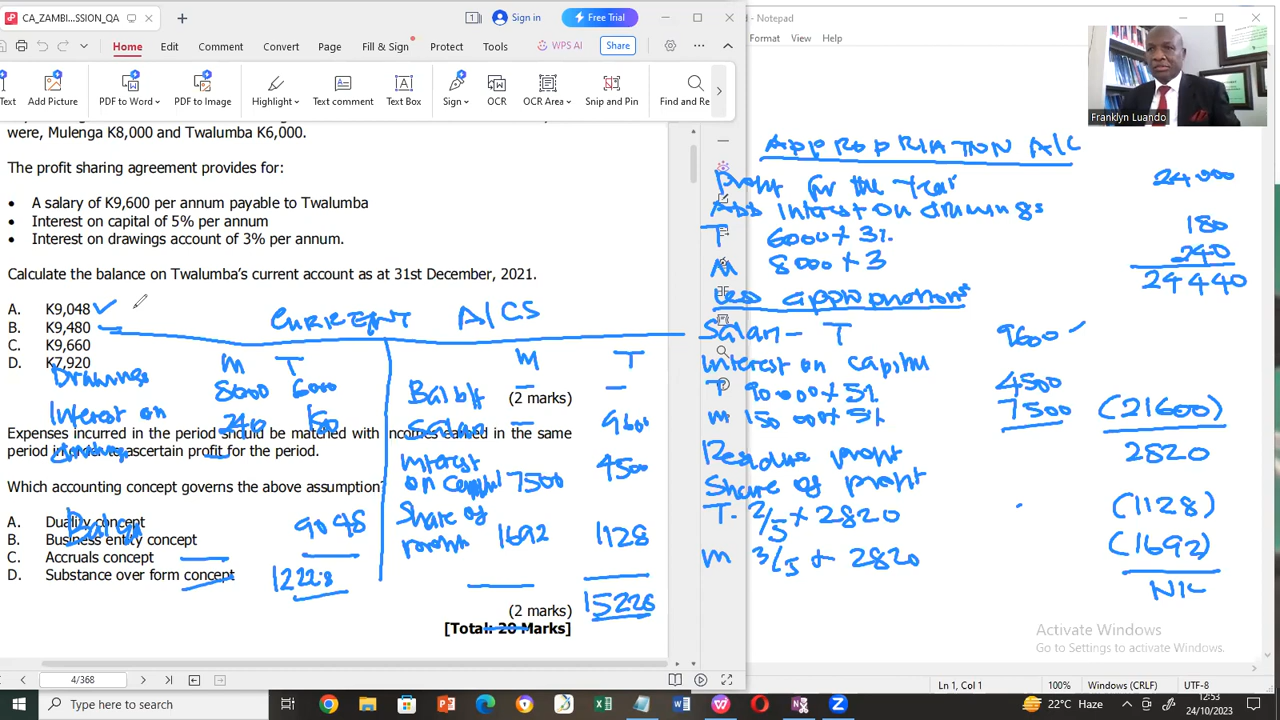 CA_ZAMBI...SSION_QA
Sign in
Free Trial
- Notepad
Home Edit Comment Convert Page Fill & Sign Protect Tools WPS AI Share
Format View Help
Text Add Picture PDF to Word PDF to Image Highlight Text comment Text Box Sign OCR OCR Area Snip and Pin Find and Re
Franklyn Luando
were, Mulenga K8,000 and Twalumba K6,000.
The profit sharing agreement provides for:
• A salary of K9,600 per annum payable to Twalumba
• Interest on capital of 5% per annum
• Interest on drawings account of 3% per annum.
Calculate the balance on Twalumba's current account as at 31st December, 2021.
A. K9,048 ✓
B. K9,480
C. K9,660
D. K7,920
(2 marks)
Expenses incurred in the period should be matched with incomes earned in the same
period in order to ascertain profit for the period.
Which accounting concept governs the above assumption?
A. Duality concept
B. Business entity concept
C. Accruals concept
D. Substance over form concept
(2 marks)
[Total: 20 Marks]
CURRENT A/CS
M T M T
Drawings 8000 6000
Bal b/f – –
Interest on 240 180
Salary – 9600
Interest
on capital 7500 4500
Share of
profit 1692 1128
9048
15228
APPROPRIATION A/C
Profit for the year 24000
Add interest on drawings
T 6000 x 3% 180
M 8000 x 3 240
24440
Less appropriations
Salary - T 9600 ✓
Interest on capital
T 90000 x 5% 4500
M 150 000 x 5% 7500 (21600)
2820
Residue profit
Share of profit
T. 2/5 x 2820 (1128)
M 3/5 x 2820 (1692)
NIL
Activate Windows
Go to Settings to activate Windows.
4/368
Ln 1, Col 1 100% Windows (CRLF) UTF-8
Type here to search
22°C Haze
12:53
24/10/2023